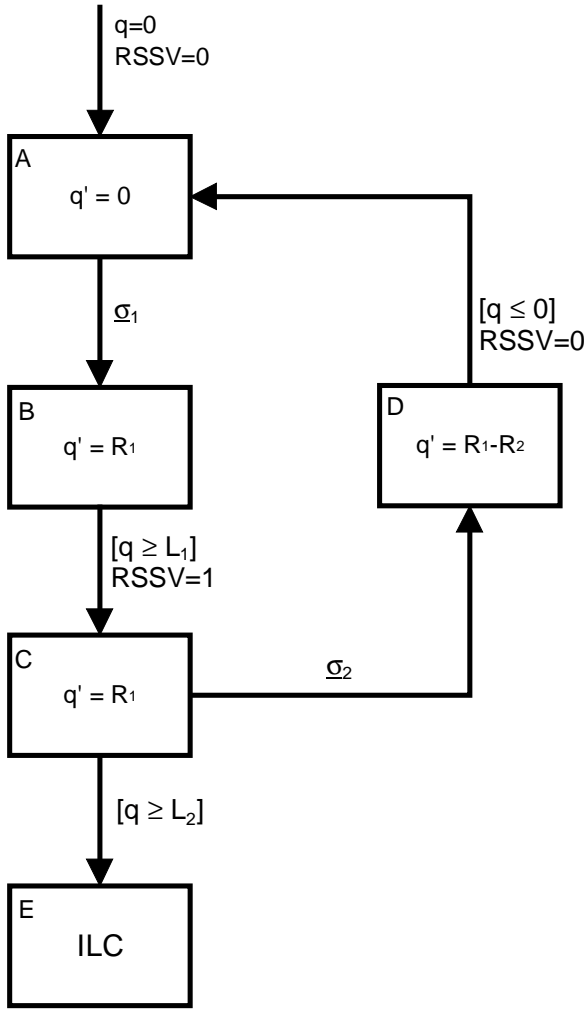 q=0
RSSV=0
A
q' = 0
σ₁
[q ≤ 0]
RSSV=0
B
q' = R₁
D
q' = R₁-R₂
[q ≥ L₁]
RSSV=1
C
q' = R₁
σ₂
[q ≥ L₂]
E
ILC